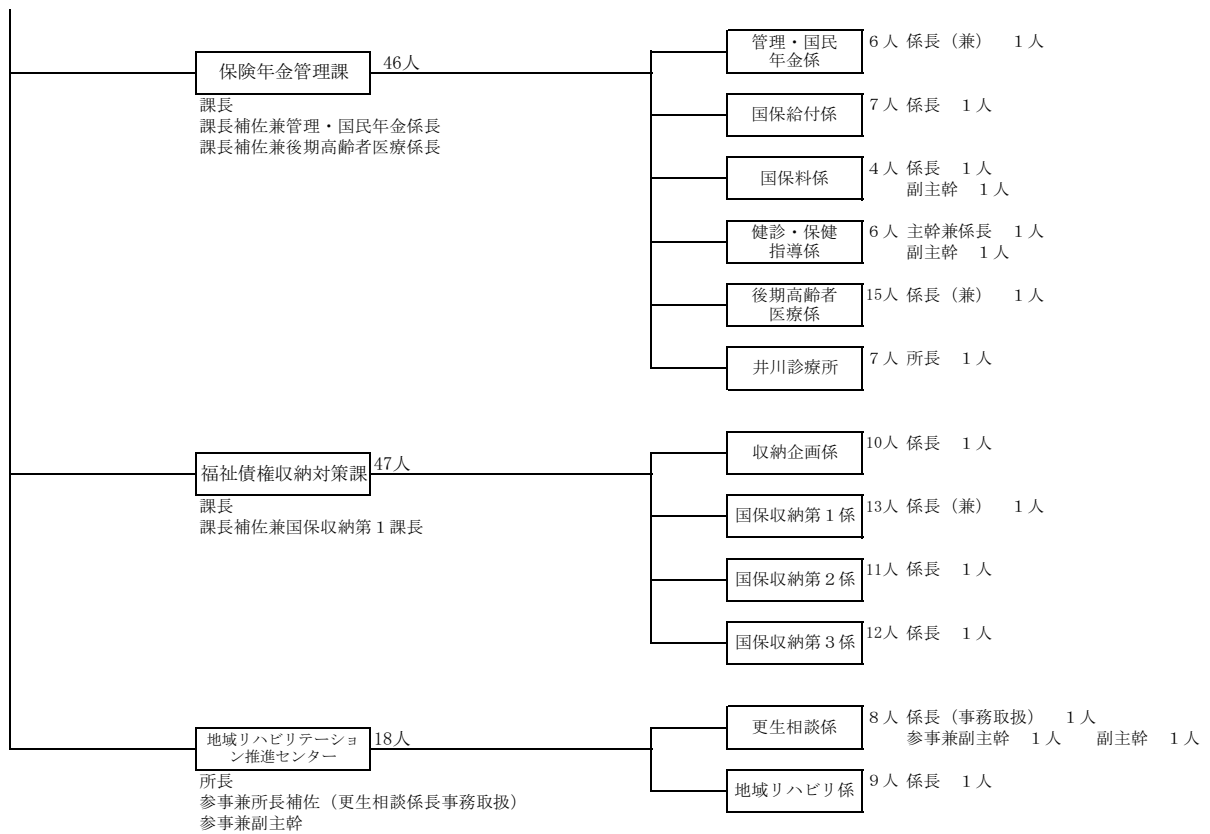 保険年金管理課 46人
課長
課長補佐兼管理・国民年金係長
課長補佐兼後期高齢者医療係長
管理・国民
年金係
6人 係長（兼） 1人
国保給付係
7人 係長 1人
国保料係
4人 係長 1人
副主幹 1人
健診・保健
指導係
6人 主幹兼係長 1人
副主幹 1人
後期高齢者
医療係
15人 係長（兼） 1人
井川診療所
7人 所長 1人
福祉債権収納対策課 47人
課長
課長補佐兼国保収納第１課長
収納企画係
10人 係長 1人
国保収納第１係
13人 係長（兼） 1人
国保収納第２係
11人 係長 1人
国保収納第３係
12人 係長 1人
地域リハビリテーショ
ン推進センター
18人
所長
参事兼所長補佐（更生相談係長事務取扱）
参事兼副主幹
更生相談係
8人 係長（事務取扱） 1人
参事兼副主幹 1人 副主幹 1人
地域リハビリ係
9人 係長 1人